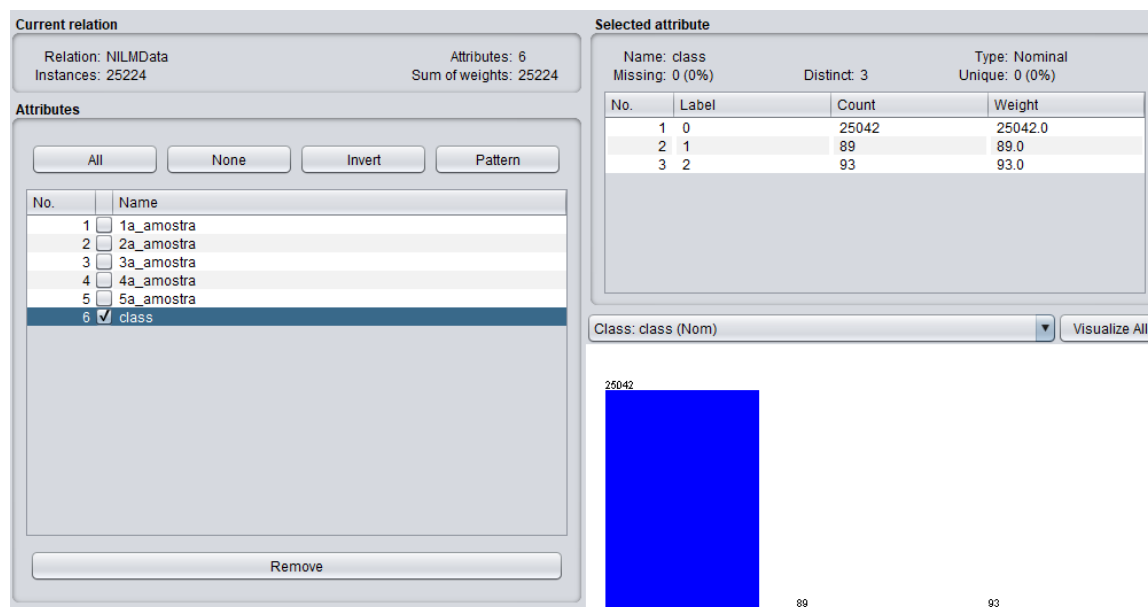 Current relation
Relation: NILMData Attributes: 6
Instances: 25224 Sum of weights: 25224
Attributes
All None Invert Pattern
No. Name
1 1a_amostra
2 2a_amostra
3 3a_amostra
4 4a_amostra
5 5a_amostra
6 class
Remove
Selected attribute
Name: class Type: Nominal
Missing: 0 (0%) Distinct: 3 Unique: 0 (0%)
No. Label Count Weight
1 0 25042 25042.0
2 1 89 89.0
3 2 93 93.0
Class: class (Nom) Visualize All
25042
89 93